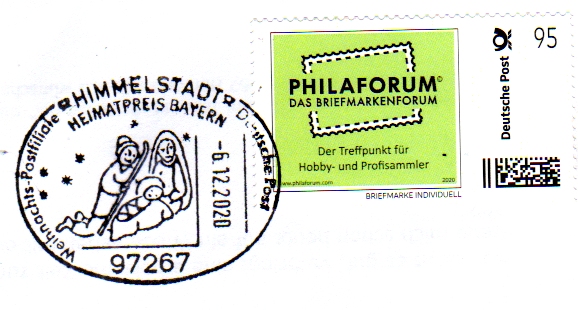 HIMMELSTADT
HEIMATPREIS BAYERN
Weihnachts-Postfiliale
Deutsche Post
-6.12.2020
97267
PHILAFORUM©
DAS BRIEFMARKENFORUM
Der Treffpunkt für
Hobby- und Profisammler
www.philaforum.com
2020
Deutsche Post
95
BRIEFMARKE INDIVIDUELL